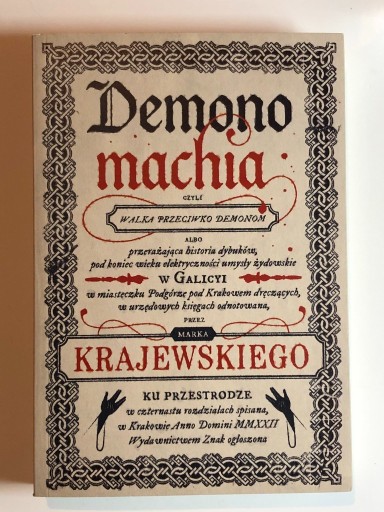 Demono
machia
CZYLI
WALKA PRZECIWKO DEMONOM
ALBO
przerażająca historia dybuków,
pod koniec wieku elektryczności umysły żydowskie
w GALICYI
w miasteczku Podgórze pod Krakowem dręczących,
w urzędowych księgach odnotowana,
PRZEZ
MARKA
KRAJEWSKIEGO
KU PRZESTRODZE
w czternastu rozdziałach spisana,
w Krakowie Anno Domini MMXXII
Wydawnictwem Znak ogłoszona